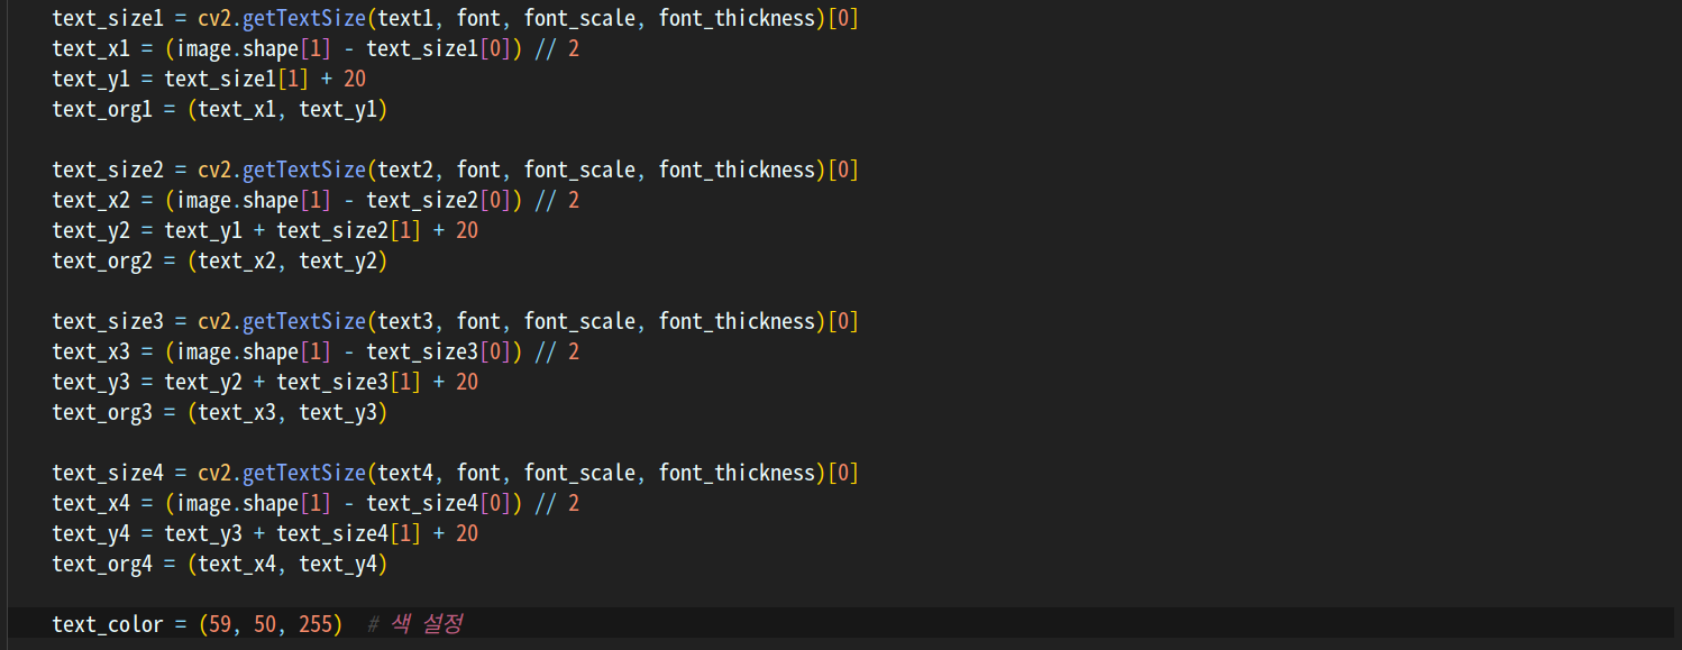 text_size1 = cv2.getTextSize(text1, font, font_scale, font_thickness)[0]
text_x1 = (image.shape[1] - text_size1[0]) // 2
text_y1 = text_size1[1] + 20
text_org1 = (text_x1, text_y1)
text_size2 = cv2.getTextSize(text2, font, font_scale, font_thickness)[0]
text_x2 = (image.shape[1] - text_size2[0]) // 2
text_y2 = text_y1 + text_size2[1] + 20
text_org2 = (text_x2, text_y2)
text_size3 = cv2.getTextSize(text3, font, font_scale, font_thickness)[0]
text_x3 = (image.shape[1] - text_size3[0]) // 2
text_y3 = text_y2 + text_size3[1] + 20
text_org3 = (text_x3, text_y3)
text_size4 = cv2.getTextSize(text4, font, font_scale, font_thickness)[0]
text_x4 = (image.shape[1] - text_size4[0]) // 2
text_y4 = text_y3 + text_size4[1] + 20
text_org4 = (text_x4, text_y4)
text_color = (59, 50, 255)  # 색 설정